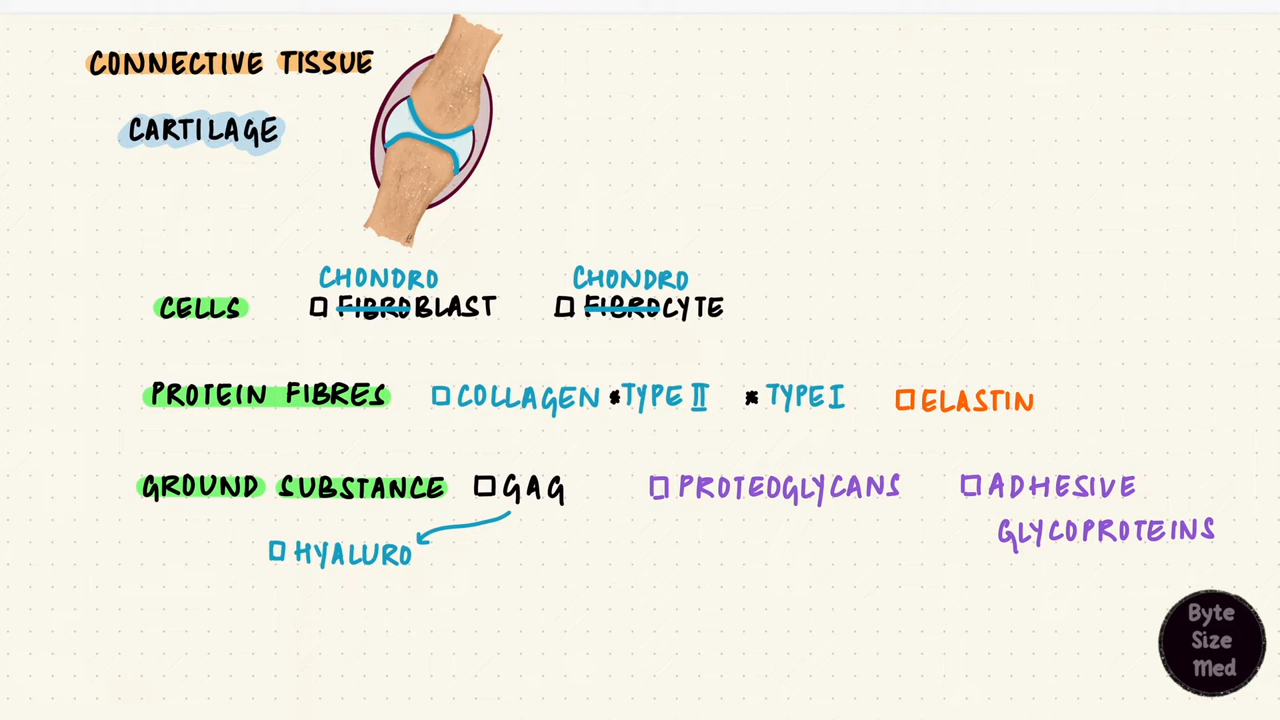 CONNECTIVE TISSUE
CARTILAGE
CHONDRO CHONDRO
CELLS FIBROBLAST FIBROCYTE
PROTEIN FIBRES COLLAGEN *TYPE II *TYPE I ELASTIN
GROUND SUBSTANCE GAG PROTEOGLYCANS ADHESIVE
GLYCOPROTEINS
HYALURO
Byte
Size
Med